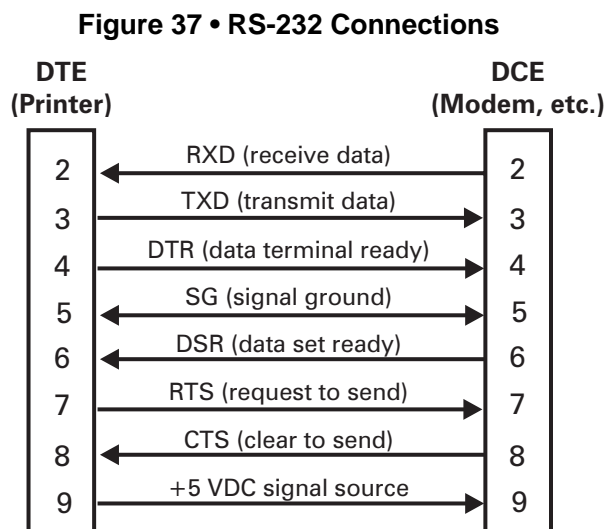 Figure 37 • RS-232 Connections
DTE
(Printer)
DCE
(Modem, etc.)
2 RXD (receive data) 2
3 TXD (transmit data) 3
4 DTR (data terminal ready) 4
5 SG (signal ground) 5
6 DSR (data set ready) 6
7 RTS (request to send) 7
8 CTS (clear to send) 8
9 +5 VDC signal source 9